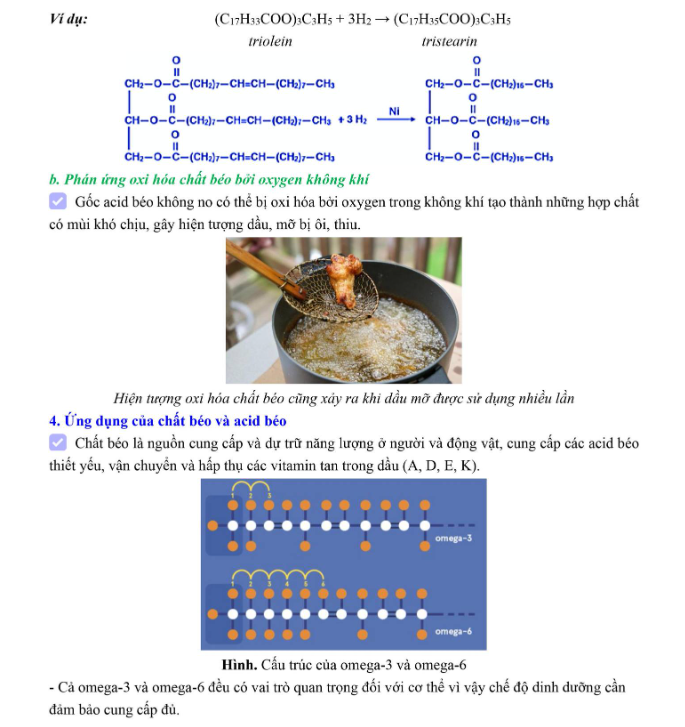 Ví dụ: (C₁₇H₃₃COO)₃C₃H₅ + 3H₂ → (C₁₇H₃₅COO)₃C₃H₅
triolein tristearin
O O
CH₂–O–C–(CH₂)₇–CH=CH–(CH₂)₇–CH₃ CH₂–O–C–(CH₂)₁₆–CH₃
O O
CH–O–C–(CH₂)₇–CH=CH–(CH₂)₇–CH₃ + 3 H₂ Ni CH–O–C–(CH₂)₁₆–CH₃
O O
CH₂–O–C–(CH₂)₇–CH=CH–(CH₂)₇–CH₃ CH₂–O–C–(CH₂)₁₆–CH₃
b. Phản ứng oxi hóa chất béo bởi oxygen không khí
Gốc acid béo không no có thể bị oxi hóa bởi oxygen trong không khí tạo thành những hợp chất
có mùi khó chịu, gây hiện tượng dầu, mỡ bị ôi, thiu.
Hiện tượng oxi hóa chất béo cũng xảy ra khi dầu mỡ được sử dụng nhiều lần
4. Ứng dụng của chất béo và acid béo
Chất béo là nguồn cung cấp và dự trữ năng lượng ở người và động vật, cung cấp các acid béo
thiết yếu, vận chuyển và hấp thụ các vitamin tan trong dầu (A, D, E, K).
1 2 3
omega-3
1 2 3 4 5 6
omega-6
Hình. Cấu trúc của omega-3 và omega-6
- Cả omega-3 và omega-6 đều có vai trò quan trọng đối với cơ thể vì vậy chế độ dinh dưỡng cần
đảm bảo cung cấp đủ.